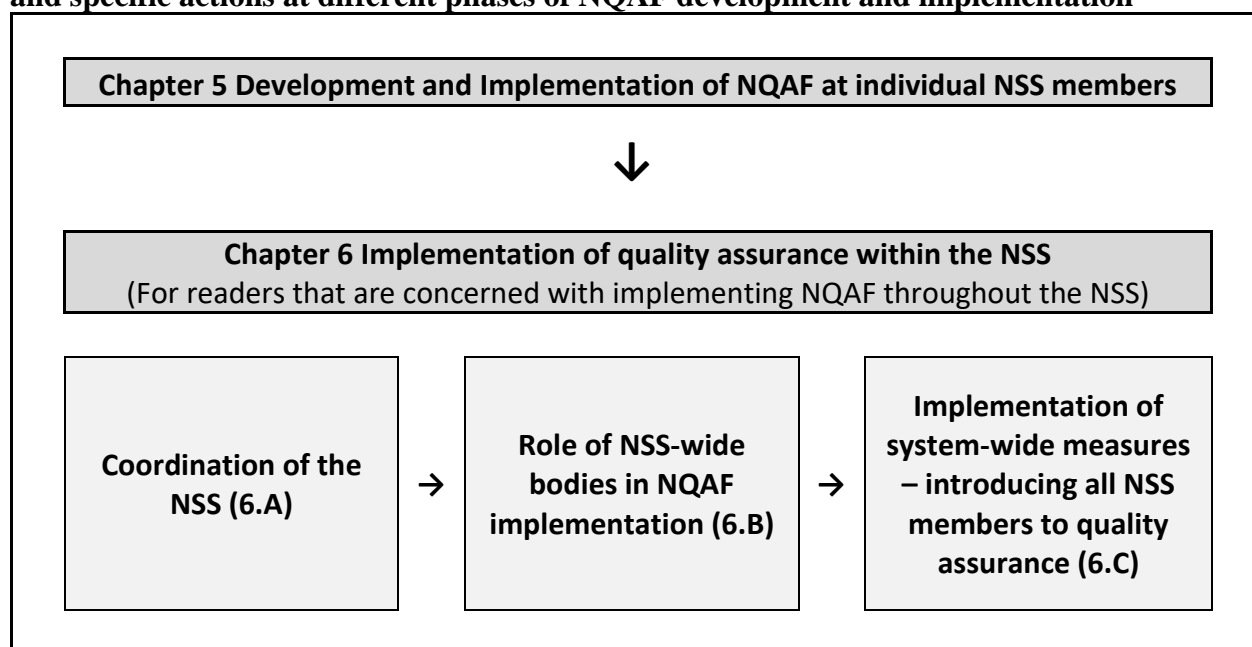 and specific actions at different phases of NQAF development and implementation
Chapter 5 Development and Implementation of NQAF at individual NSS members
↓
Chapter 6 Implementation of quality assurance within the NSS
(For readers that are concerned with implementing NQAF throughout the NSS)
Coordination of the
NSS (6.A)
→
Role of NSS-wide
bodies in NQAF
implementation (6.B)
→
Implementation of
system-wide measures
– introducing all NSS
members to quality
assurance (6.C)